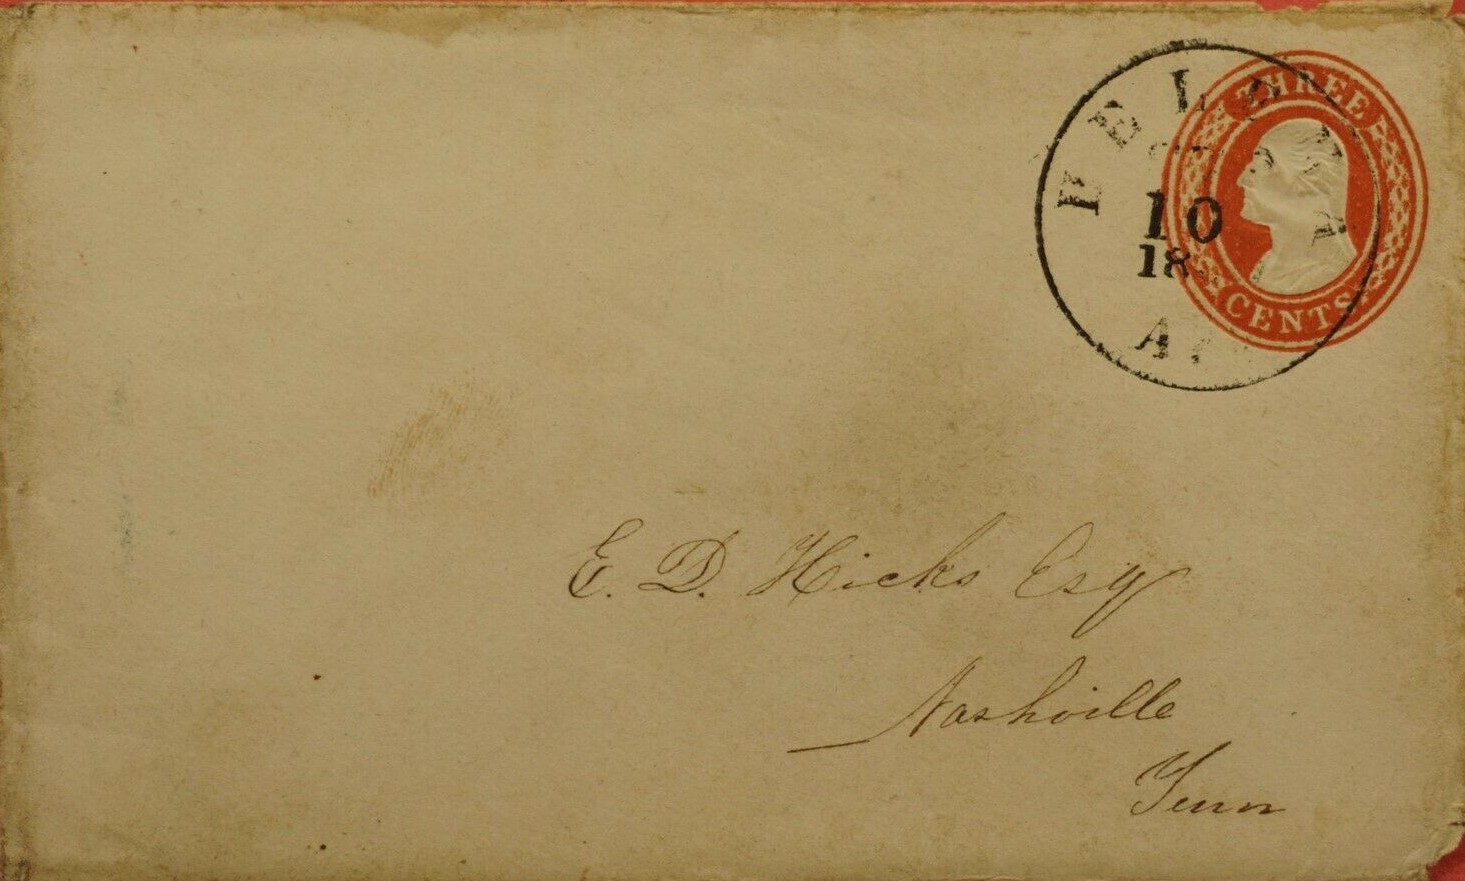 THREE
CENTS
10
18
E. D. Hicks Esq
Nashville
Tenn